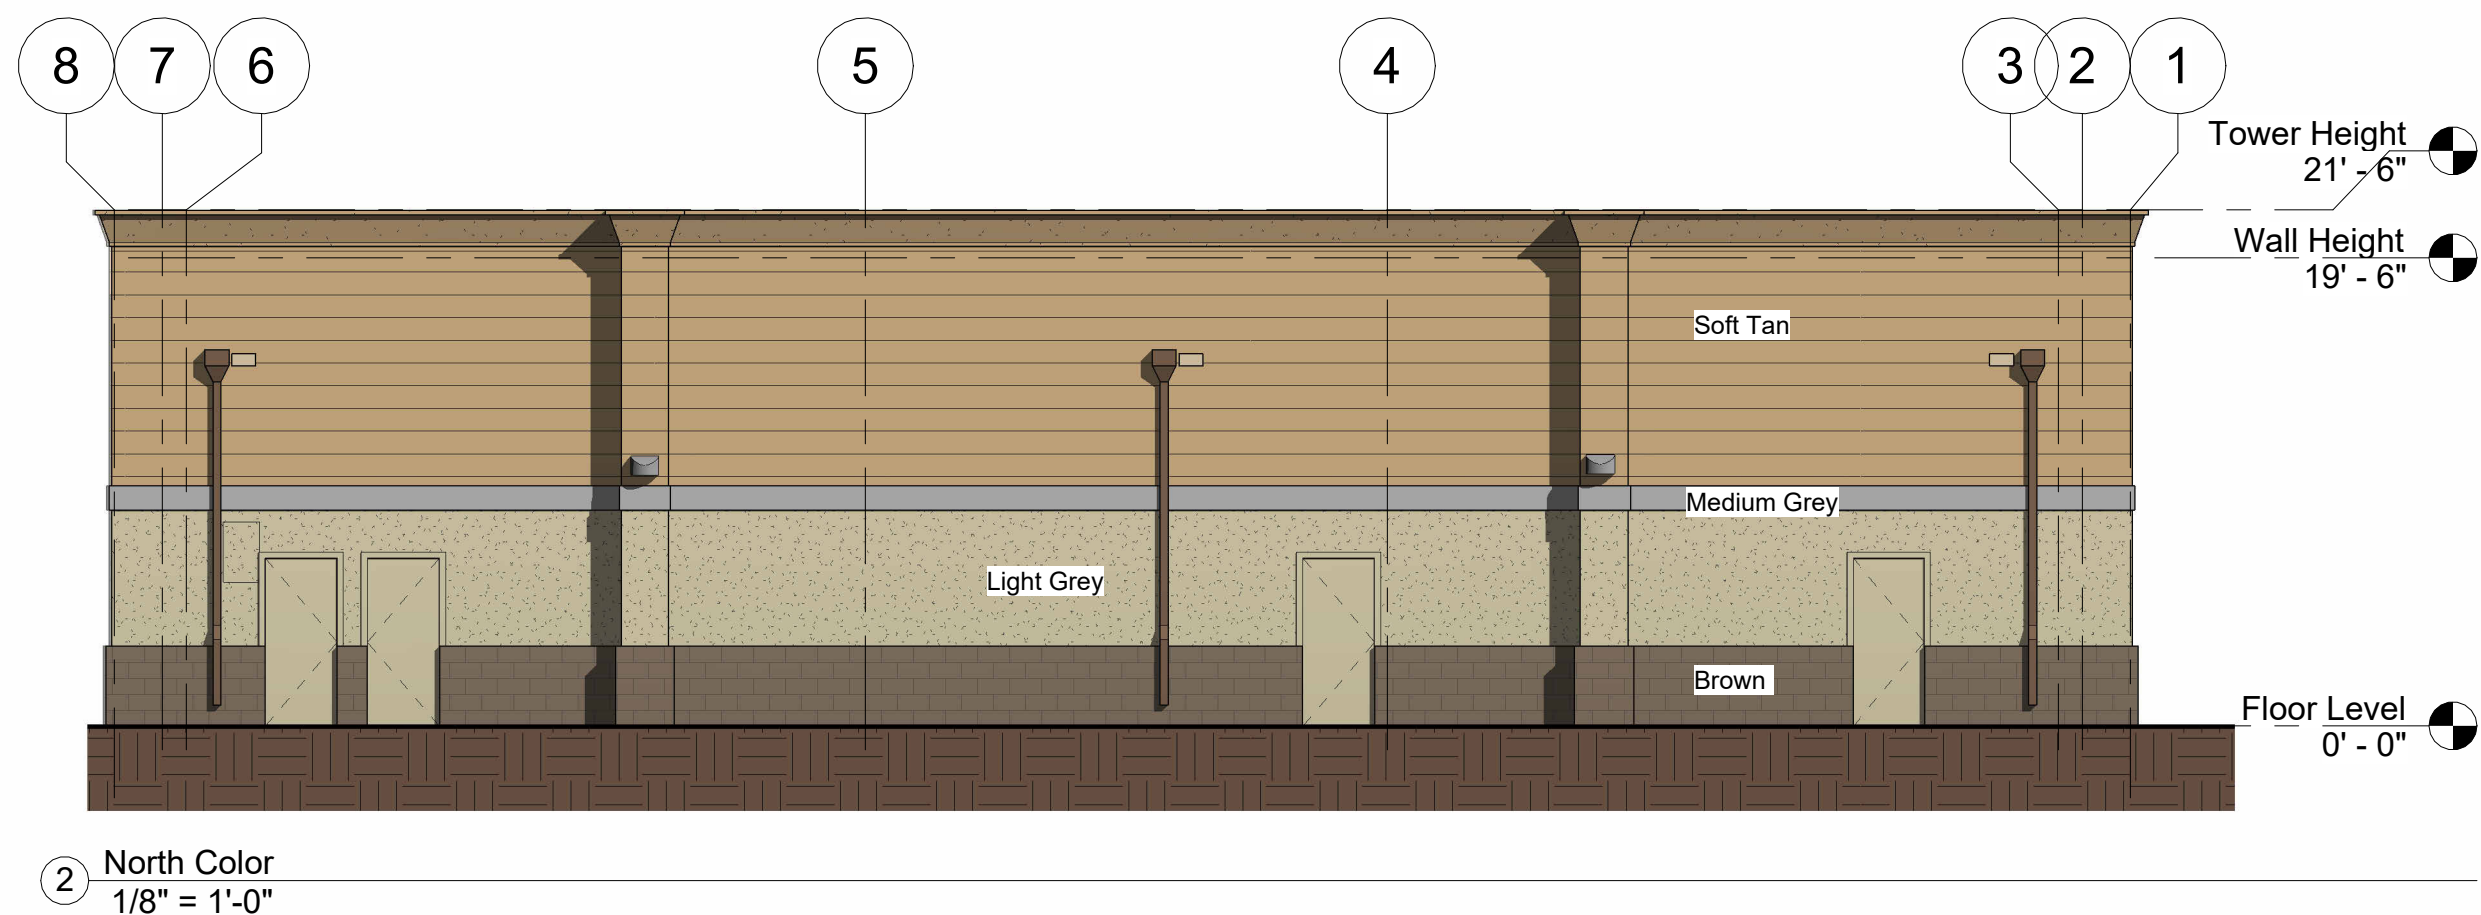 8 7 6 5 4 3 2 1
Tower Height
21' - 6"
Wall Height
19' - 6"
Soft Tan
Medium Grey
Light Grey
Brown
Floor Level
0' - 0"
2 North Color
1/8" = 1'-0"